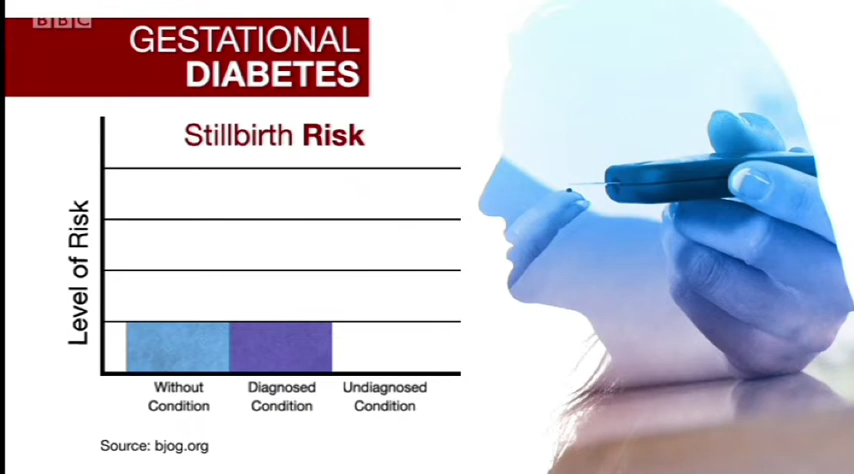 BBC
GESTATIONAL
DIABETES
Stillbirth Risk
Level of Risk
Without
Condition
Diagnosed
Condition
Undiagnosed
Condition
Source: bjog.org